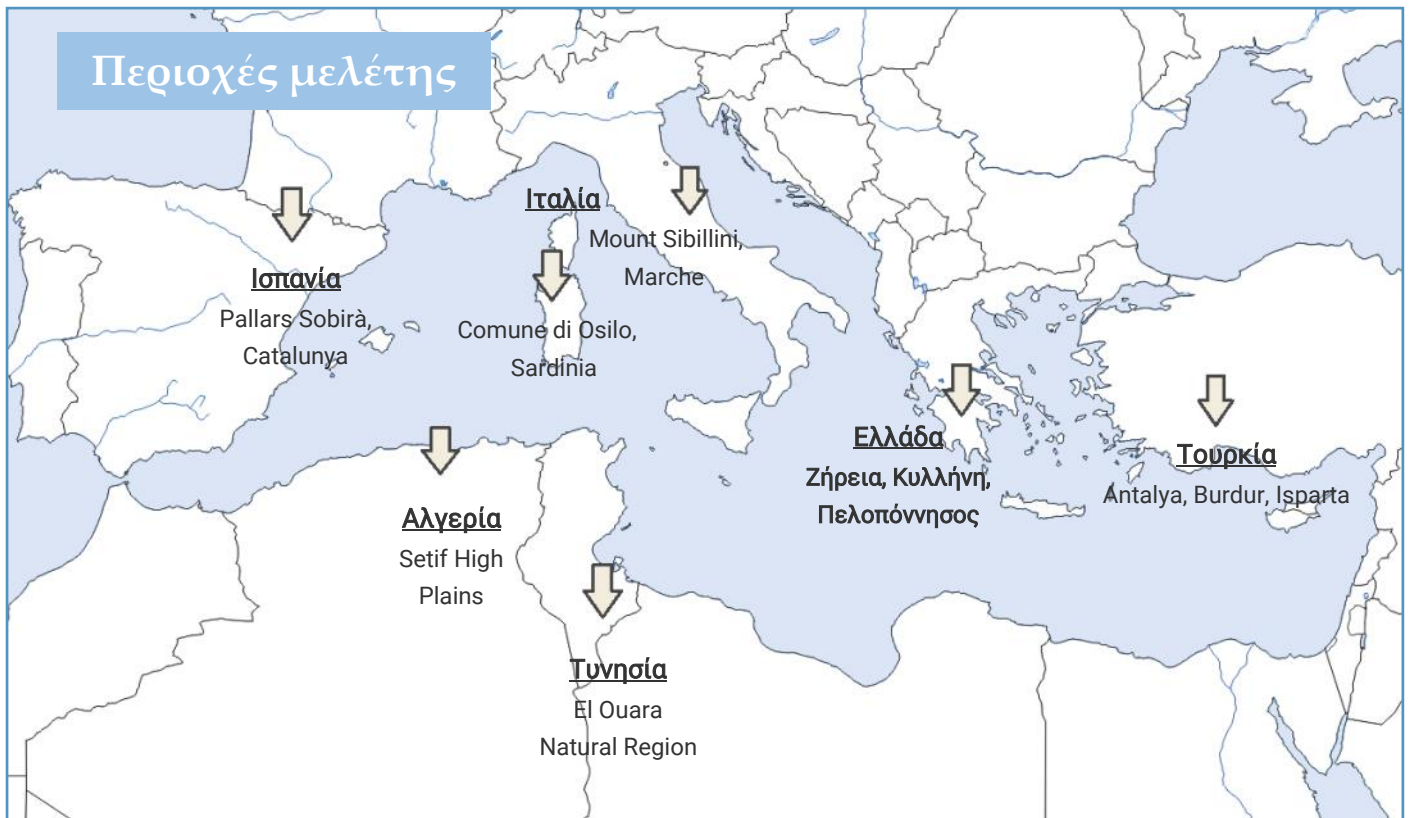 Περιοχές μελέτης
Ιταλία
Mount Sibillini,
Marche
Ισπανία
Pallars Sobirà,
Catalunya
Comune di Osilo,
Sardinia
Ελλάδα
Ζήρεια, Κυλλήνη,
Πελοπόννησος
Τουρκία
Antalya, Burdur, Isparta
Αλγερία
Setif High
Plains
Τυνησία
El Ouara
Natural Region